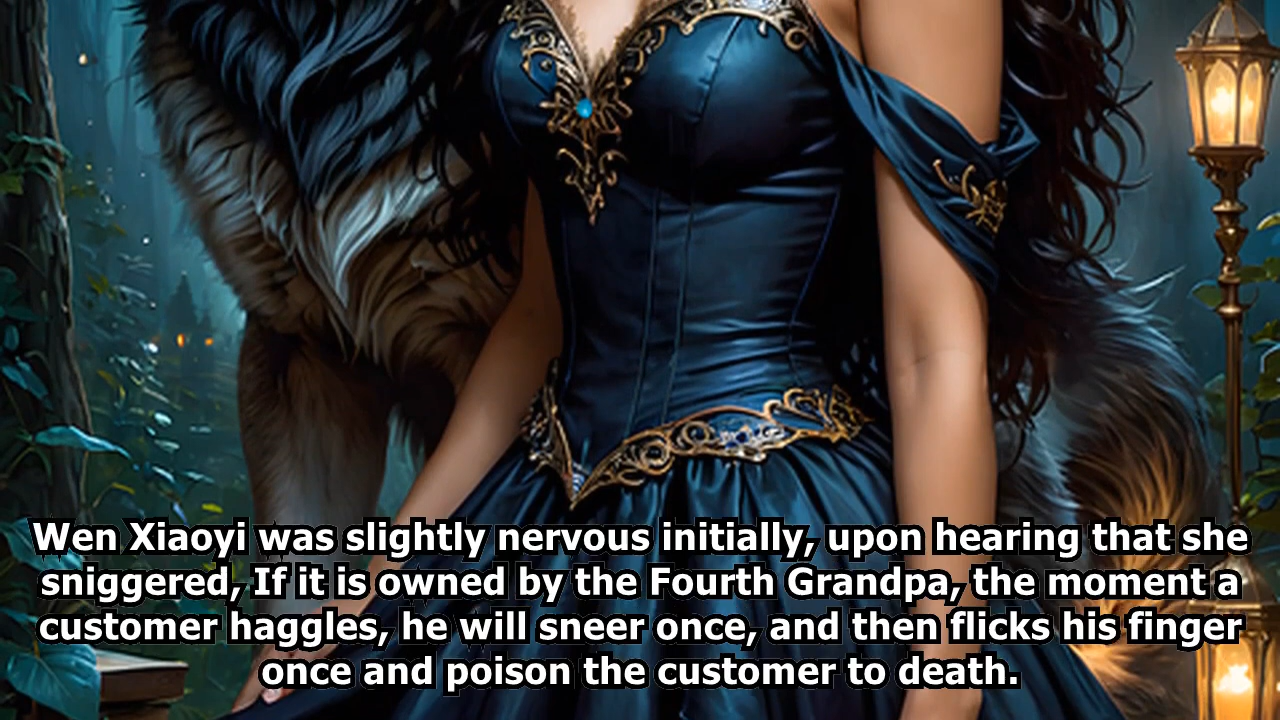 Wen Xiaoyi was slightly nervous initially, upon hearing that she
sniggered, If it is owned by the Fourth Grandpa, the moment a
customer haggles, he will sneer once, and then flicks his finger
once and poison the customer to death.